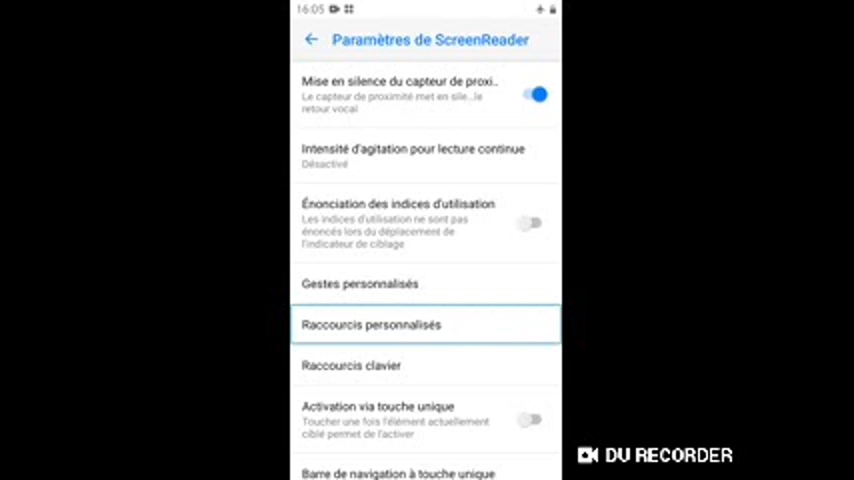 16:05
Paramètres de ScreenReader
Mise en silence du capteur de proxi..
Le capteur de proximité met en sile...le
retour vocal
Intensité d'agitation pour lecture continue
Désactivé
Énonciation des indices d'utilisation
Les indices d'utilisation ne sont pas
énoncés lors du déplacement de
l'indicateur de ciblage
Gestes personnalisés
Raccourcis personnalisés
Raccourcis clavier
Activation via touche unique
Toucher une fois l'élément actuellement
ciblé permet de l'activer
Barre de navigation à touche unique
DU RECORDER